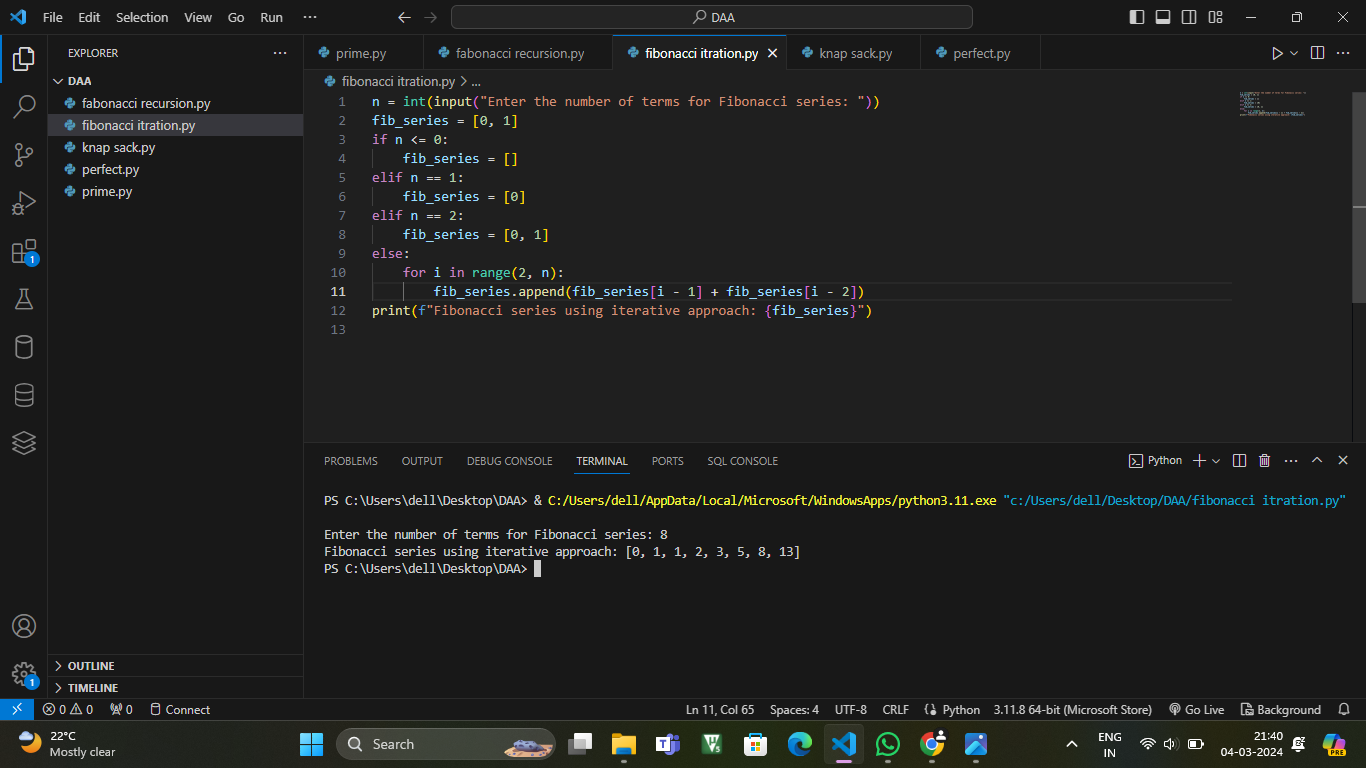 File Edit Selection View Go Run ··· DAA
EXPLORER ···
DAA
fabonacci recursion.py
fibonacci itration.py
knap sack.py
perfect.py
prime.py
OUTLINE
TIMELINE
prime.py fabonacci recursion.py fibonacci itration.py knap sack.py perfect.py
fibonacci itration.py > ...
1 n = int(input("Enter the number of terms for Fibonacci series: "))
2 fib_series = [0, 1]
3 if n <= 0:
4     fib_series = []
5 elif n == 1:
6     fib_series = [0]
7 elif n == 2:
8     fib_series = [0, 1]
9 else:
10     for i in range(2, n):
11         fib_series.append(fib_series[i - 1] + fib_series[i - 2])
12 print(f"Fibonacci series using iterative approach: {fib_series}")
13
PROBLEMS OUTPUT DEBUG CONSOLE TERMINAL PORTS SQL CONSOLE Python
PS C:\Users\dell\Desktop\DAA> & C:/Users/dell/AppData/Local/Microsoft/WindowsApps/python3.11.exe "c:/Users/dell/Desktop/DAA/fibonacci itration.py"
Enter the number of terms for Fibonacci series: 8
Fibonacci series using iterative approach: [0, 1, 1, 2, 3, 5, 8, 13]
PS C:\Users\dell\Desktop\DAA>
1
1
0 0 0 Connect Ln 11, Col 65 Spaces: 4 UTF-8 CRLF Python 3.11.8 64-bit (Microsoft Store) Go Live Background
22°C
Mostly clear
Search
ENG
IN
21:40
04-03-2024
PRE